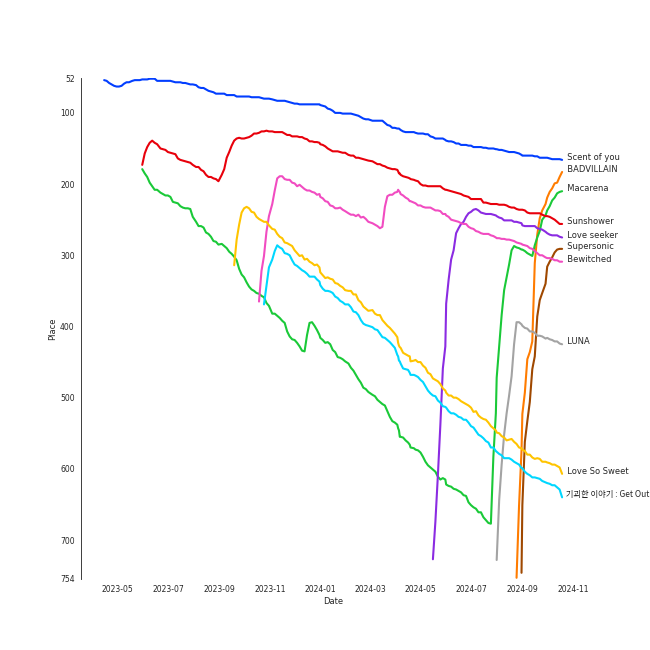 52
100
200
300
400
500
600
700
754
Place
2023-05
2023-07
2023-09
2023-11
2024-01
2024-03
2024-05
2024-07
2024-09
2024-11
Date
Scent of you
BADVILLAIN
Macarena
Sunshower
Love seeker
Supersonic
Bewitched
LUNA
Love So Sweet
기괴한 이야기 : Get Out